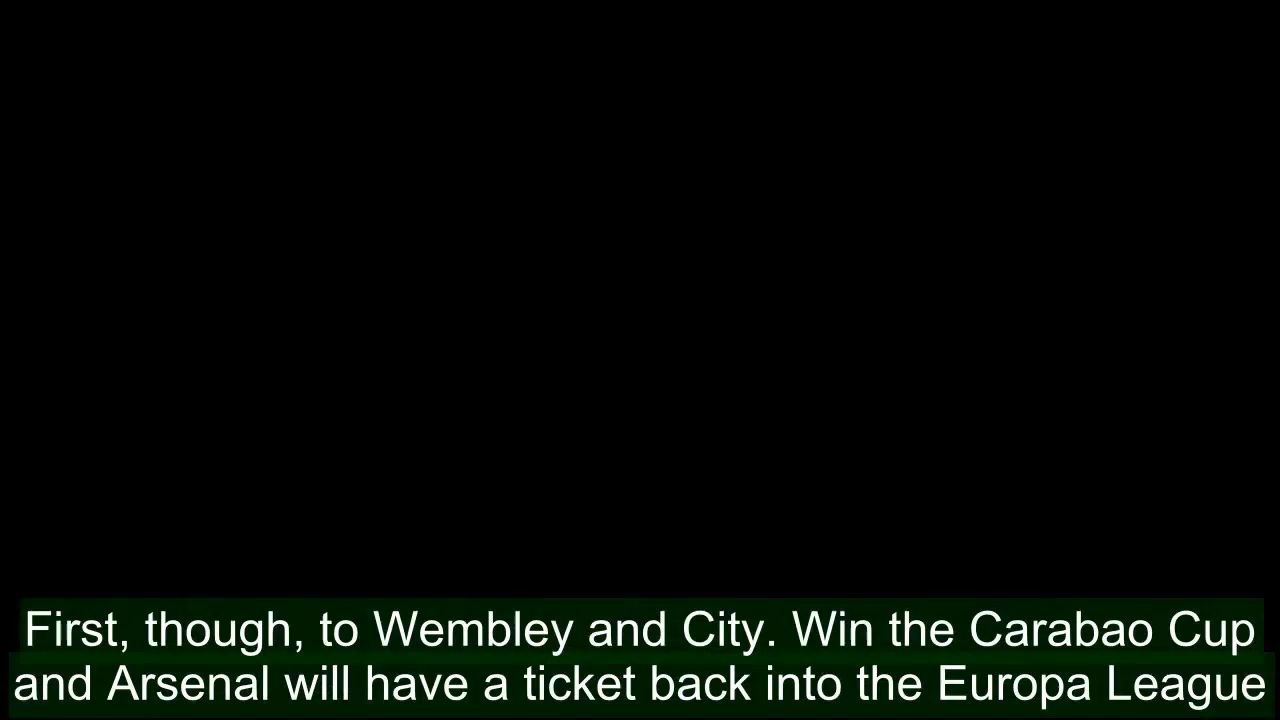 First, though, to Wembley and City. Win the Carabao Cup
and Arsenal will have a ticket back into the Europa League